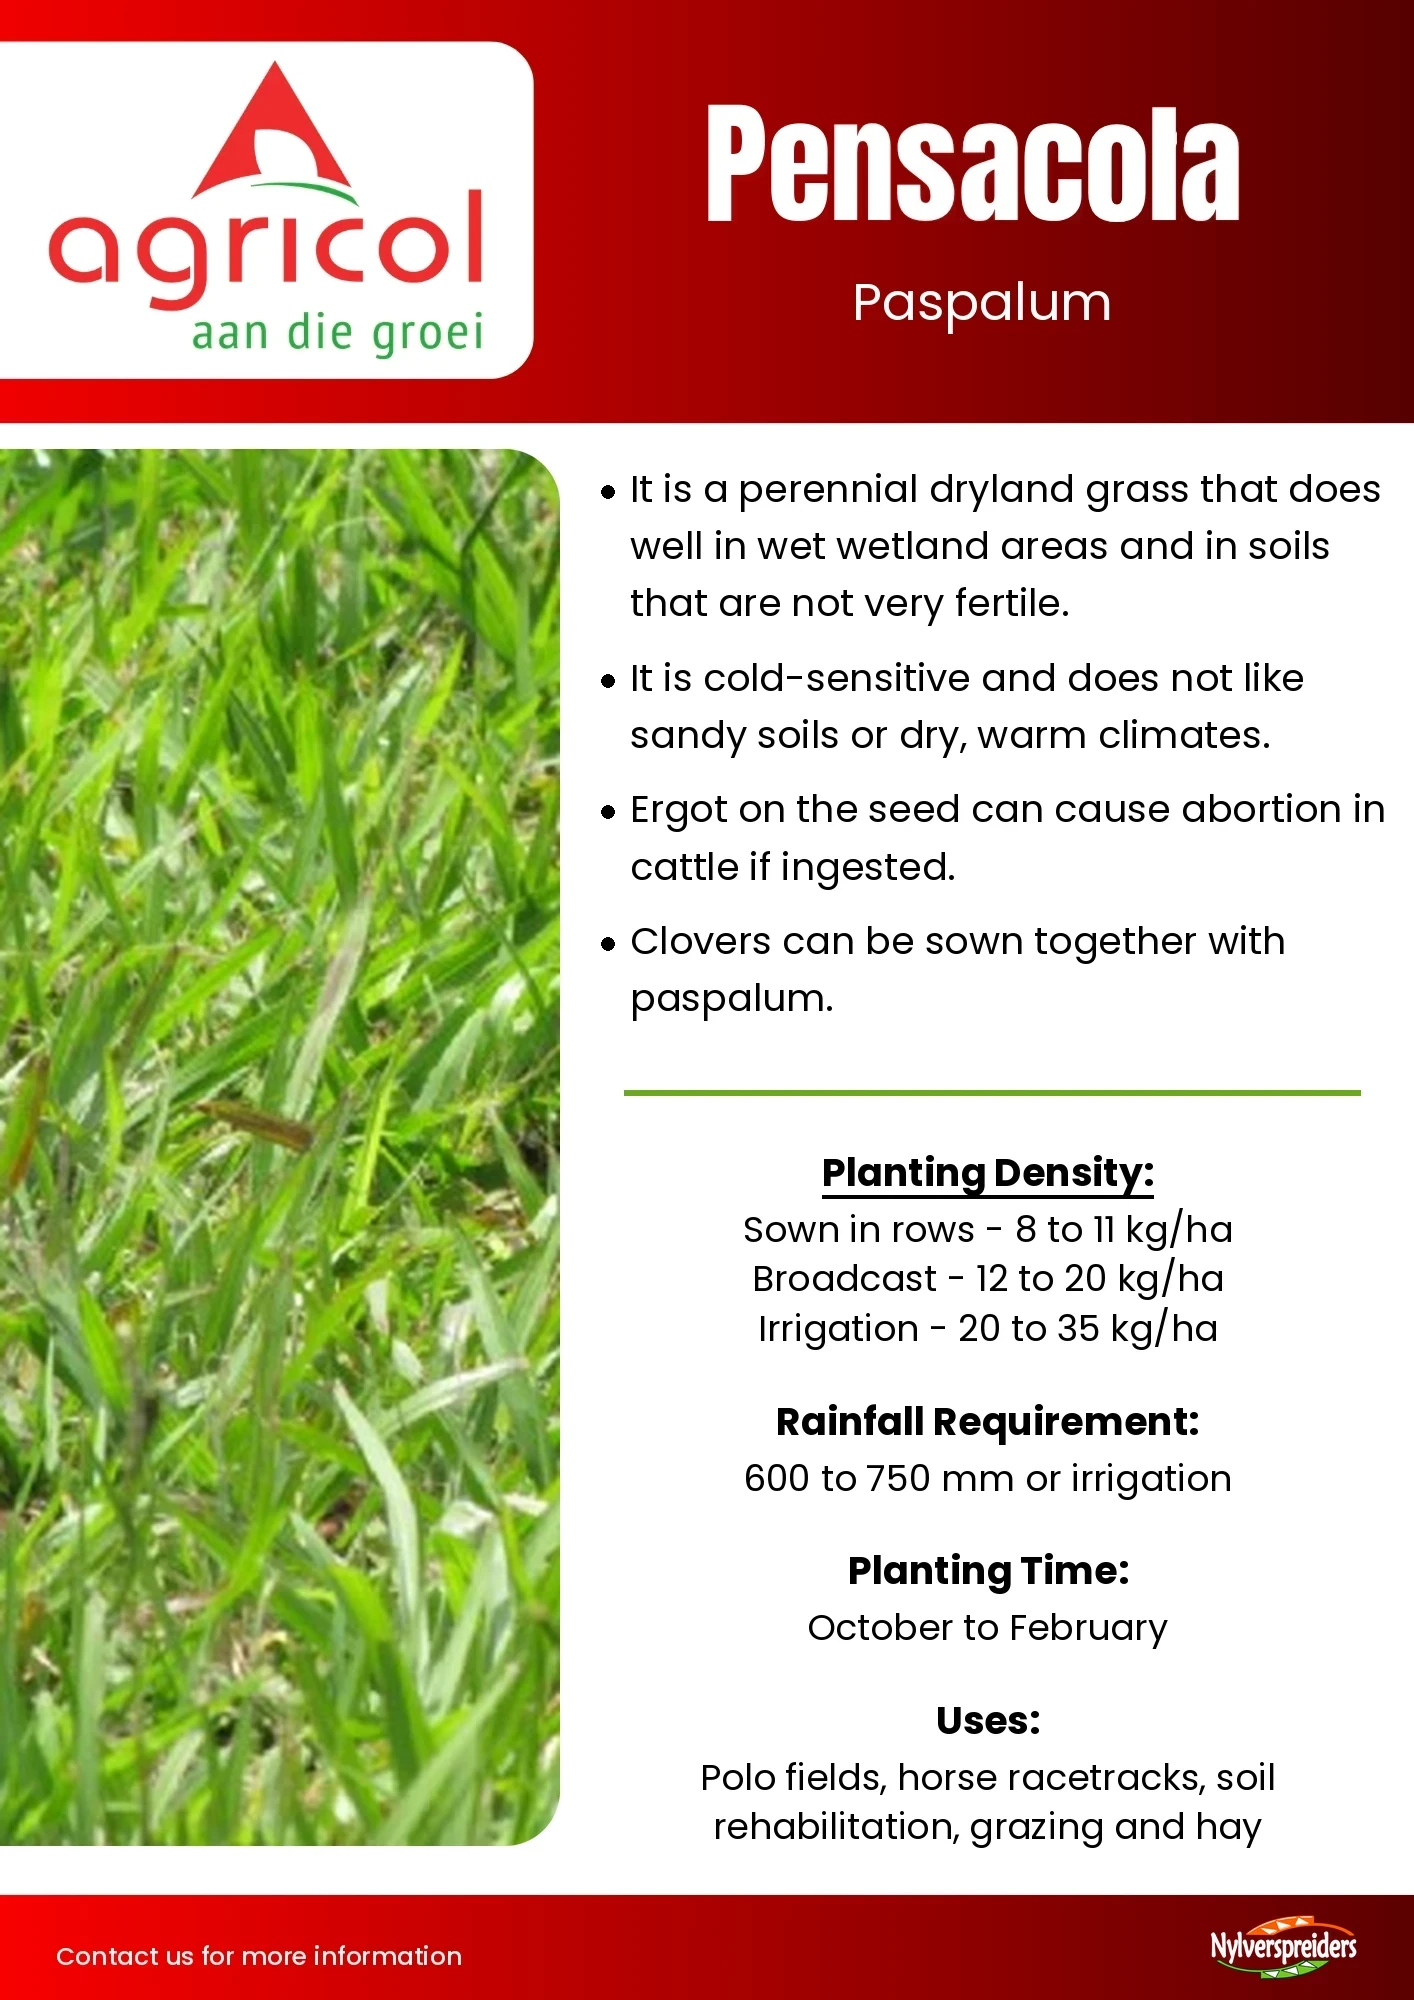 agricol
aan die groei
Pensacola
Paspalum
• It is a perennial dryland grass that does
well in wet wetland areas and in soils
that are not very fertile.
• It is cold-sensitive and does not like
sandy soils or dry, warm climates.
• Ergot on the seed can cause abortion in
cattle if ingested.
• Clovers can be sown together with
paspalum.
Planting Density:
Sown in rows - 8 to 11 kg/ha
Broadcast - 12 to 20 kg/ha
Irrigation - 20 to 35 kg/ha
Rainfall Requirement:
600 to 750 mm or irrigation
Planting Time:
October to February
Uses:
Polo fields, horse racetracks, soil
rehabilitation, grazing and hay
Contact us for more information
Nylverspreiders